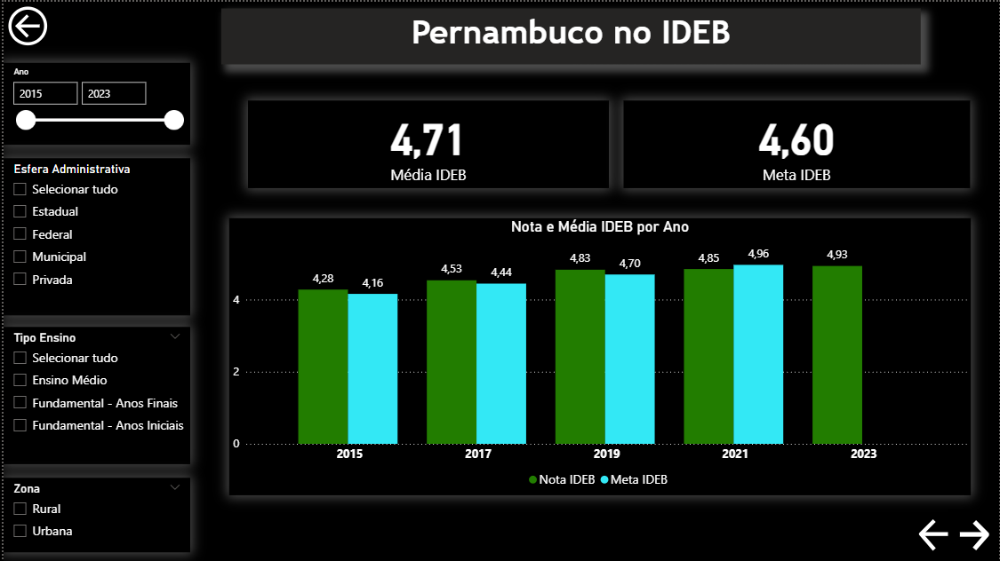 Pernambuco no IDEB
Ano
2015 2023
Esfera Administrativa
Selecionar tudo
Estadual
Federal
Municipal
Privada
Tipo Ensino
Selecionar tudo
Ensino Médio
Fundamental - Anos Finais
Fundamental - Anos Iniciais
Zona
Rural
Urbana
4,71
Média IDEB
4,60
Meta IDEB
Nota e Média IDEB por Ano
4,28 4,16 4,53 4,44 4,83 4,70 4,85 4,96 4,93
4
2
0
2015 2017 2019 2021 2023
Nota IDEB Meta IDEB